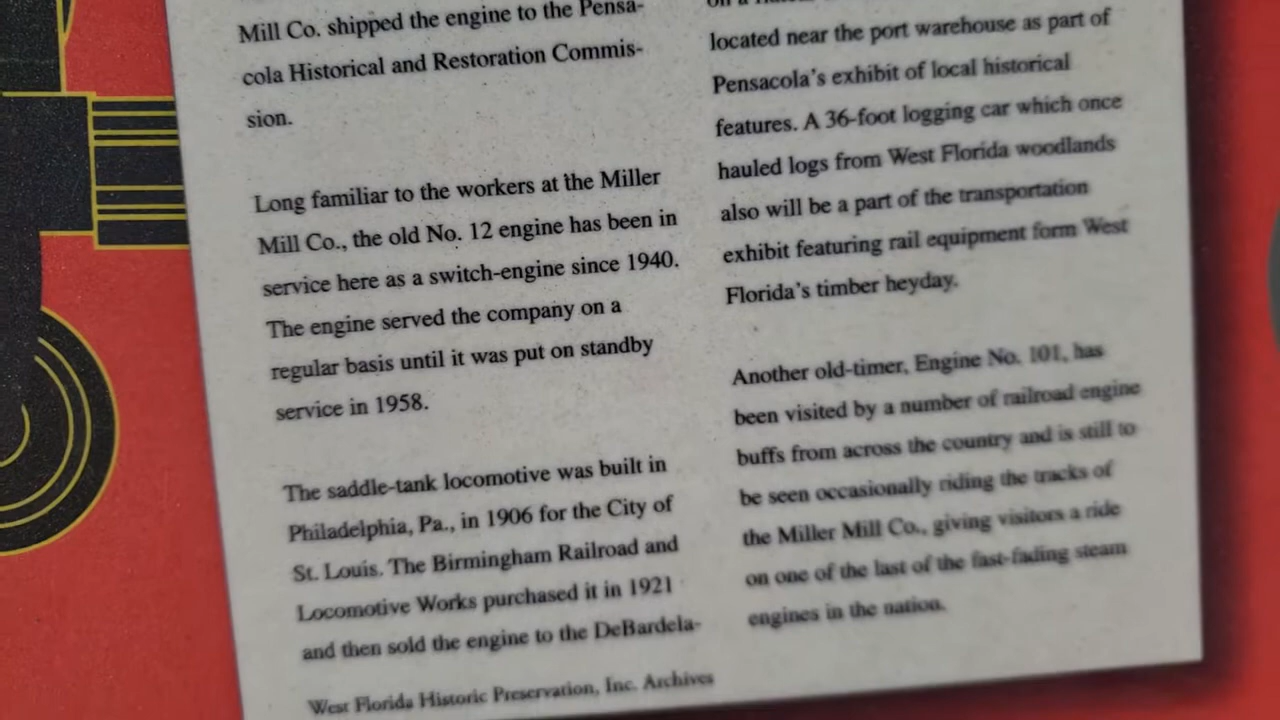 Mill Co. shipped the engine to the Pensa-
cola Historical and Restoration Commis-
sion.
Long familiar to the workers at the Miller
Mill Co., the old No. 12 engine has been in
service here as a switch-engine since 1940.
The engine served the company on a
regular basis until it was put on standby
service in 1958.
The saddle-tank locomotive was built in
Philadelphia, Pa., in 1906 for the City of
St. Louis. The Birmingham Railroad and
Locomotive Works purchased it in 1921
and then sold the engine to the DeBardela-
West Florida Historic Preservation, Inc. Archives
located near the port warehouse as part of
Pensacola's exhibit of local historical
features. A 36-foot logging car which once
hauled logs from West Florida woodlands
also will be a part of the transportation
exhibit featuring rail equipment form West
Florida's timber heyday.
Another old-timer, Engine No. 101, has
been visited by a number of railroad engine
buffs from across the country and is still to
be seen occasionally riding the tracks of
the Miller Mill Co., giving visitors a ride
on one of the last of the fast-fading steam
engines in the nation.